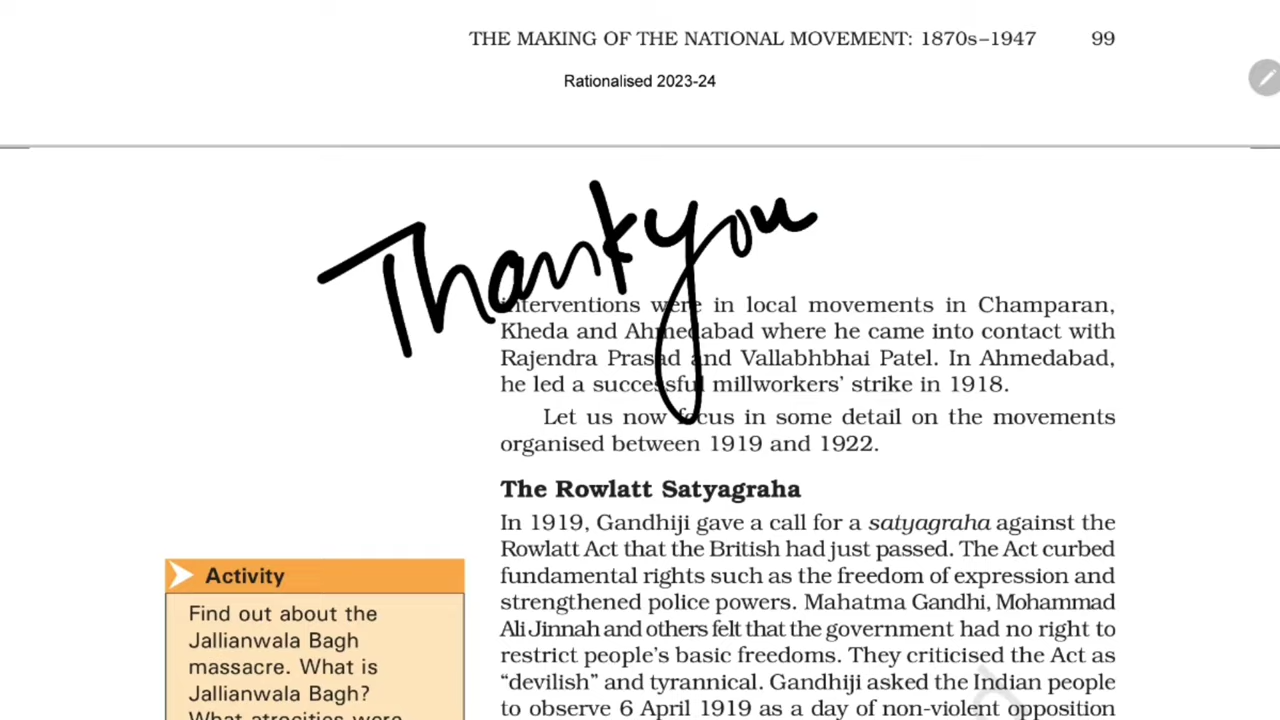 THE MAKING OF THE NATIONAL MOVEMENT: 1870s–1947 99
Rationalised 2023-24
Thank you
interventions were in local movements in Champaran,
Kheda and Ahmedabad where he came into contact with
Rajendra Prasad and Vallabhbhai Patel. In Ahmedabad,
he led a successful millworkers' strike in 1918.
Let us now focus in some detail on the movements
organised between 1919 and 1922.
The Rowlatt Satyagraha
In 1919, Gandhiji gave a call for a satyagraha against the
Rowlatt Act that the British had just passed. The Act curbed
fundamental rights such as the freedom of expression and
strengthened police powers. Mahatma Gandhi, Mohammad
Ali Jinnah and others felt that the government had no right to
restrict people's basic freedoms. They criticised the Act as
“devilish” and tyrannical. Gandhiji asked the Indian people
to observe 6 April 1919 as a day of non-violent opposition
Activity
Find out about the
Jallianwala Bagh
massacre. What is
Jallianwala Bagh?
What atrocities were